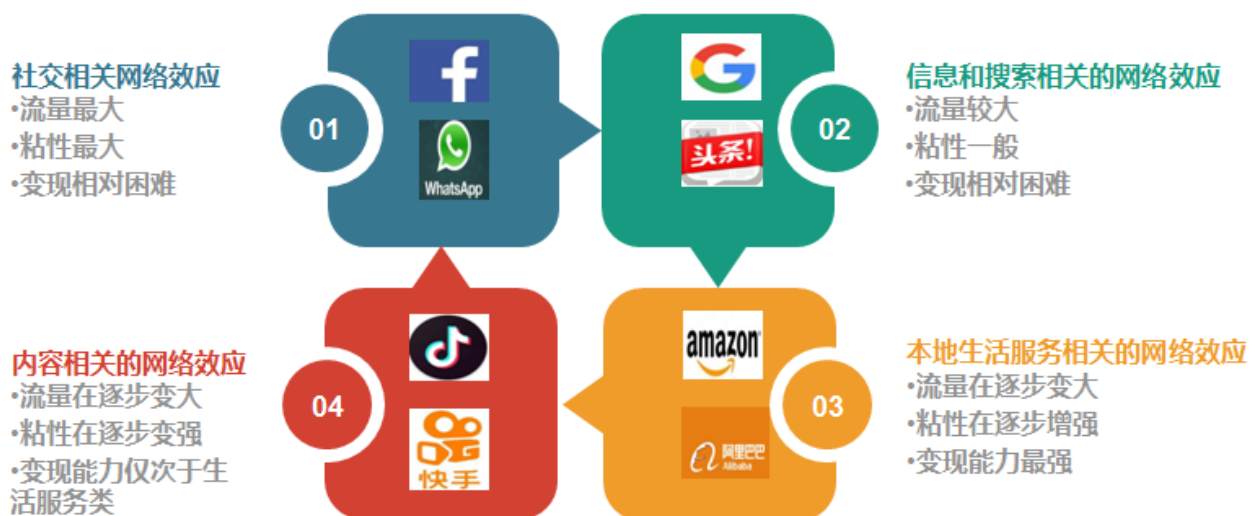 社交相关网络效应
•流量最大
•粘性最大
•变现相对困难
01
f
WhatsApp
G
头条!
02
信息和搜索相关的网络效应
•流量较大
•粘性一般
•变现相对困难
内容相关的网络效应
•流量在逐步变大
•粘性在逐步变强
•变现能力仅次于生
活服务类
04
快手
amazon
阿里巴巴
Alibaba
03
本地生活服务相关的网络效应
•流量在逐步变大
•粘性在逐步增强
•变现能力最强